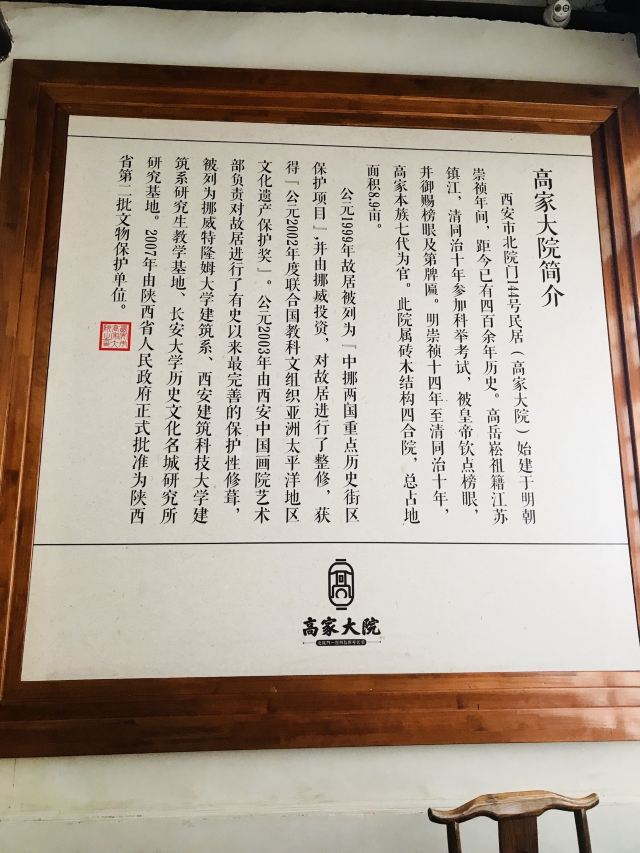 高家大院简介
西安市北院门144号民居（高家大院）始建于明朝
崇祯年间，距今已有四百余年历史。高岳崧祖籍江苏
镇江，清同治十年参加科举考试，被皇帝钦点榜眼，
并御赐榜眼及第牌匾。明崇祯十四年至清同治十年，
高家本族七代为官。此院属砖木结构四合院，总占地
面积8.9亩。
公元1999年故居被列为『中挪两国重点历史街区
保护项目』，并由挪威投资，对故居进行了整修，获
得『公元2002年度联合国教科文组织亚洲太平洋地区
文化遗产保护奖』。公元2003年由西安中国画院艺术
部负责对故居进行了有史以来最完善的保护性修葺，
被列为挪威特隆姆大学建筑系、西安建筑科技大学建
筑系研究生教学基地、长安大学历史文化名城研究所
研究基地。2007年由陕西省人民政府正式批准为陕西
省第二批文物保护单位。
高
高家大院